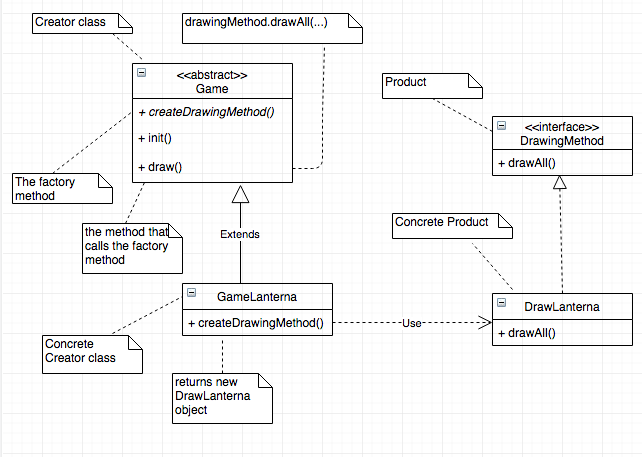 Creator class
drawingMethod.drawAll(...)
<<abstract>>
Game
+ createDrawingMethod()
+ init()
+ draw()
Product
<<interface>>
DrawingMethod
+ drawAll()
The factory
method
the method that
calls the factory
method
Extends
Concrete Product
GameLanterna
+ createDrawingMethod()
Use
DrawLanterna
+ drawAll()
Concrete
Creator class
returns new
DrawLanterna
object